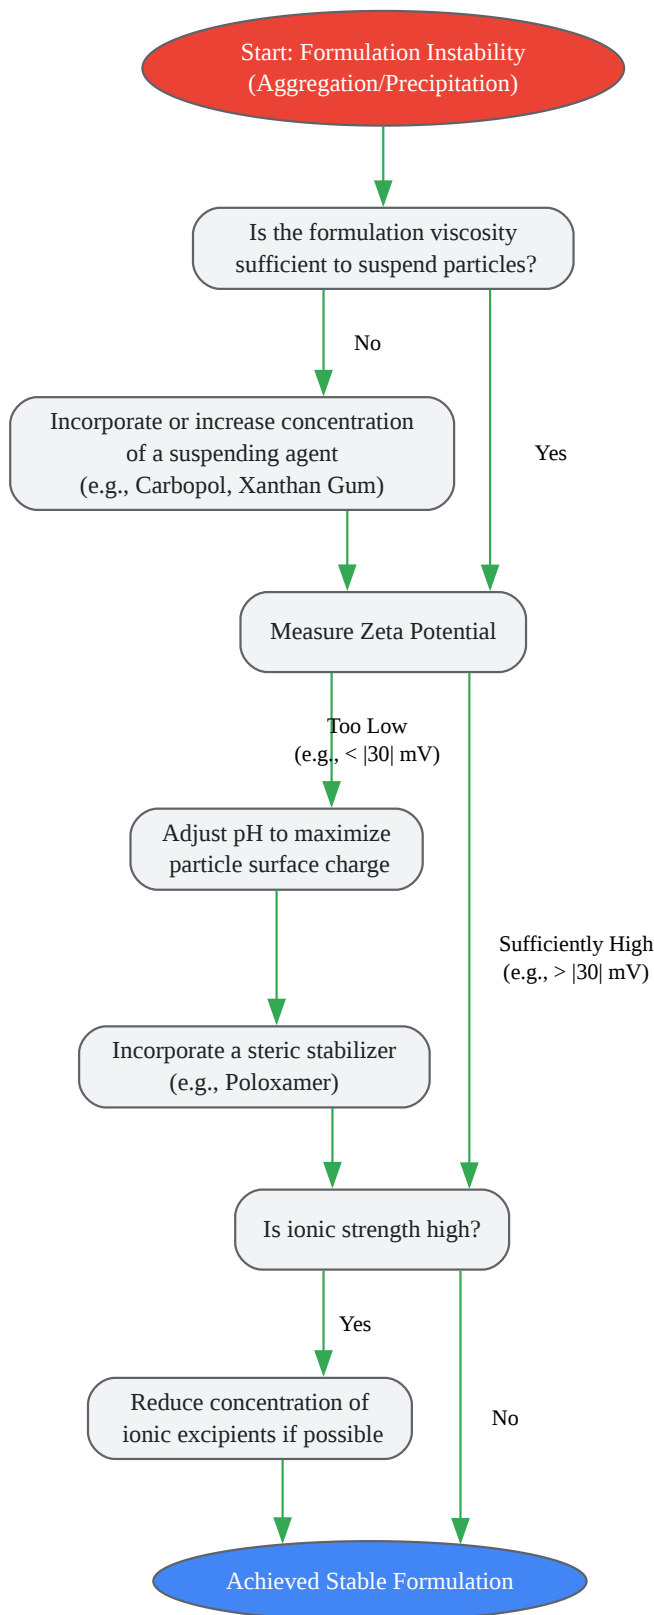 Start: Formulation Instability
(Aggregation/Precipitation)
Is the formulation viscosity
sufficient to suspend particles?
No
Incorporate or increase concentration
of a suspending agent
(e.g., Carbopol, Xanthan Gum)
Yes
Measure Zeta Potential
Too Low
(e.g., < |30| mV)
Adjust pH to maximize
particle surface charge
Sufficiently High
(e.g., > |30| mV)
Incorporate a steric stabilizer
(e.g., Poloxamer)
Is ionic strength high?
Yes
Reduce concentration of
ionic excipients if possible
No
Achieved Stable Formulation